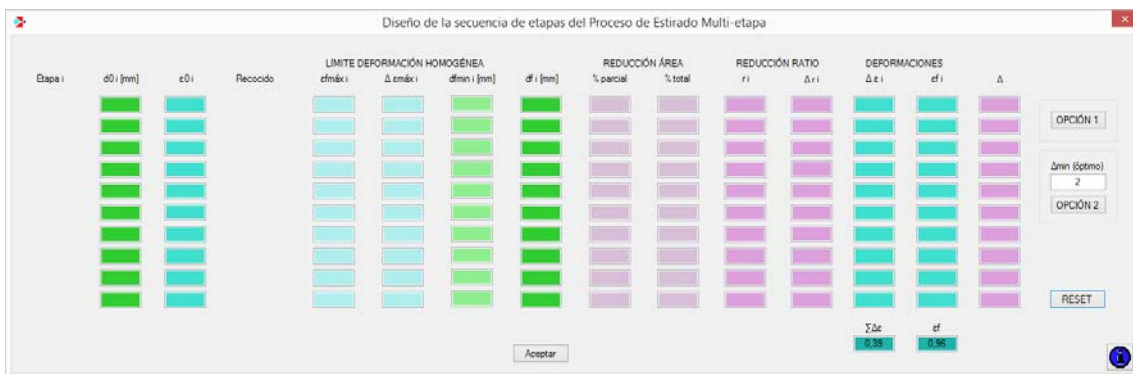 Diseño de la secuencia de etapas del Proceso de Estirado Multi-etapa
LÍMITE DEFORMACIÓN HOMOGÉNEA REDUCCIÓN ÁREA REDUCCIÓN RATIO DEFORMACIONES
Etapa i d0 i [mm] ε0 i Recocido εfmáx i Δ εmáx i dfmin i [mm] df i [mm] % parcial % total r i Δ r i Δ ε i εf i Δ
OPCIÓN 1
Δmin (óptimo)
2
OPCIÓN 2
RESET
∑Δε εf
0,39 0,96
Aceptar